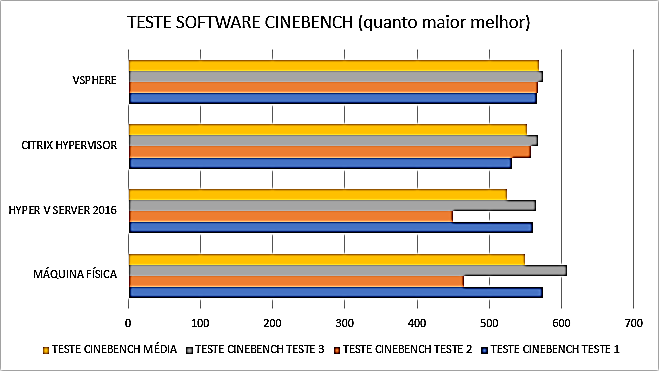 TESTE SOFTWARE CINEBENCH (quanto maior melhor)
VSPHERE
CITRIX HYPERVISOR
HYPER V SERVER 2016
MÁQUINA FÍSICA
0 100 200 300 400 500 600 700
TESTE CINEBENCH MÉDIA TESTE CINEBENCH TESTE 3 TESTE CINEBENCH TESTE 2 TESTE CINEBENCH TESTE 1